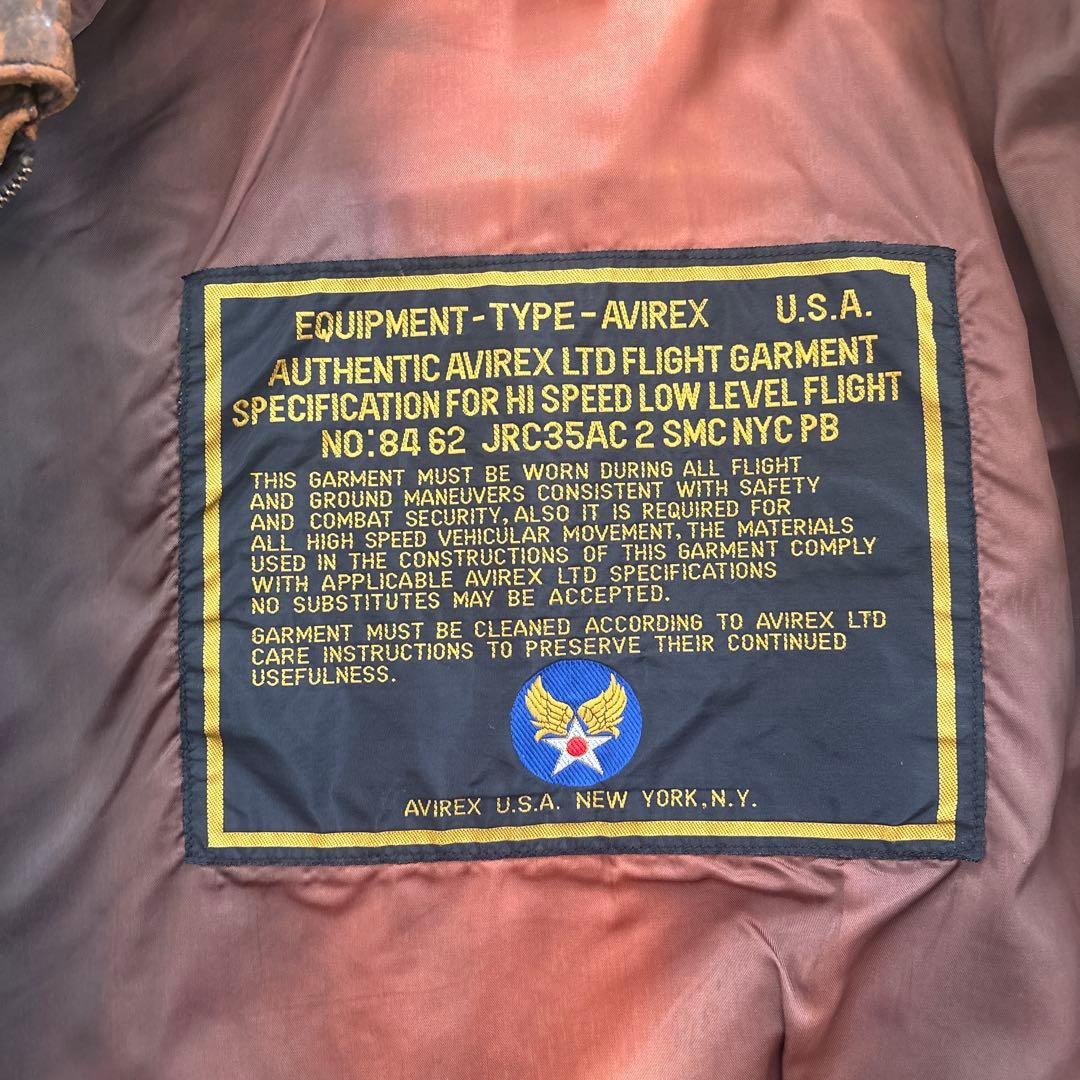 EQUIPMENT-TYPE-AVIREX U.S.A.
AUTHENTIC AVIREX LTD FLIGHT GARMENT
SPECIFICATION FOR HI SPEED LOW LEVEL FLIGHT
NO:84 62 JRC35AC 2 SMC NYC PB
THIS GARMENT MUST BE WORN DURING ALL FLIGHT
AND GROUND MANEUVERS CONSISTENT WITH SAFETY
AND COMBAT SECURITY, ALSO IT IS REQUIRED FOR
ALL HIGH SPEED VEHICULAR MOVEMENT, THE MATERIALS
USED IN THE CONSTRUCTIONS OF THIS GARMENT COMPLY
WITH APPLICABLE AVIREX LTD SPECIFICATIONS
NO SUBSTITUTES MAY BE ACCEPTED.
GARMENT MUST BE CLEANED ACCORDING TO AVIREX LTD
CARE INSTRUCTIONS TO PRESERVE THEIR CONTINUED
USEFULNESS.
AVIREX U.S.A. NEW YORK, N.Y.